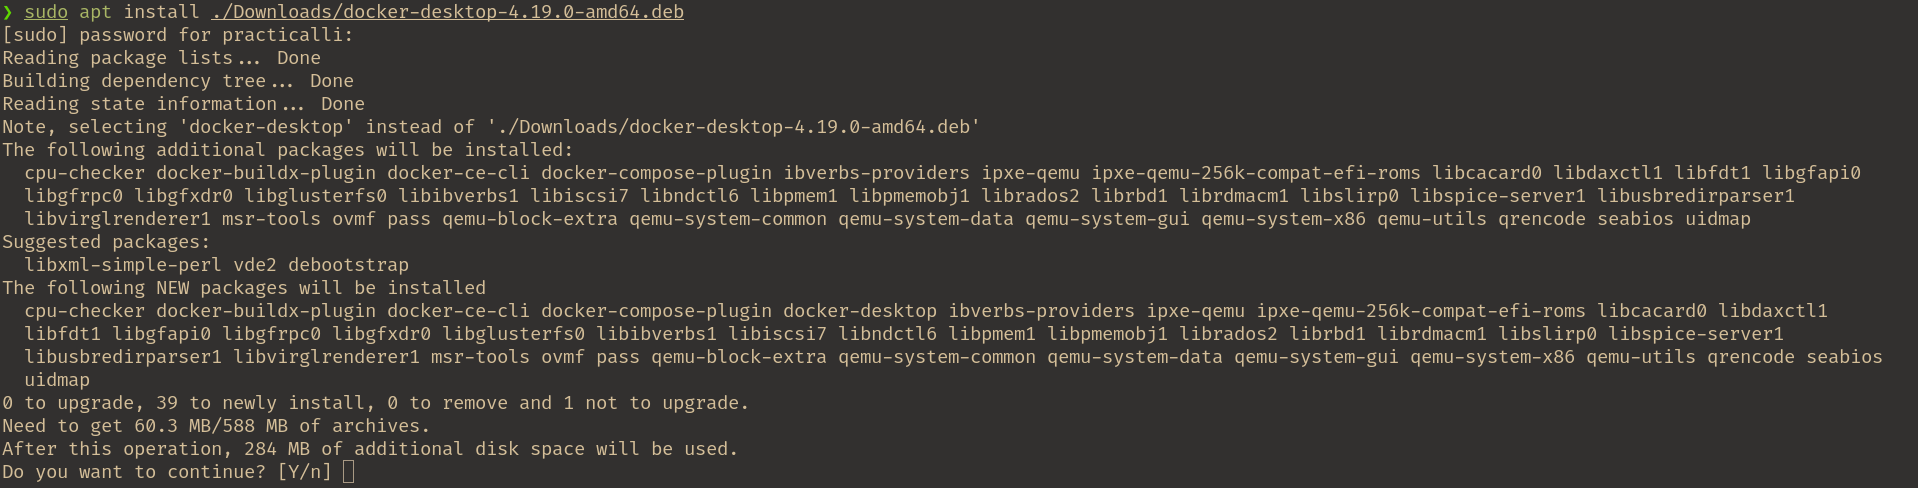 ❯ sudo apt install ./Downloads/docker-desktop-4.19.0-amd64.deb
[sudo] password for practicalli:
Reading package lists... Done
Building dependency tree... Done
Reading state information... Done
Note, selecting 'docker-desktop' instead of './Downloads/docker-desktop-4.19.0-amd64.deb'
The following additional packages will be installed:
  cpu-checker docker-buildx-plugin docker-ce-cli docker-compose-plugin ibverbs-providers ipxe-qemu ipxe-qemu-256k-compat-efi-roms libcacard0 libdaxctl1 libfdt1 libgfapi0
  libgfrpc0 libgfxdr0 libglusterfs0 libibverbs1 libiscsi7 libndctl6 libpmem1 libpmemobj1 librados2 librbd1 librdmacm1 libslirp0 libspice-server1 libusbredirparser1
  libvirglrenderer1 msr-tools ovmf pass qemu-block-extra qemu-system-common qemu-system-data qemu-system-gui qemu-system-x86 qemu-utils qrencode seabios uidmap
Suggested packages:
  libxml-simple-perl vde2 debootstrap
The following NEW packages will be installed
  cpu-checker docker-buildx-plugin docker-ce-cli docker-compose-plugin docker-desktop ibverbs-providers ipxe-qemu ipxe-qemu-256k-compat-efi-roms libcacard0 libdaxctl1
  libfdt1 libgfapi0 libgfrpc0 libgfxdr0 libglusterfs0 libibverbs1 libiscsi7 libndctl6 libpmem1 libpmemobj1 librados2 librbd1 librdmacm1 libslirp0 libspice-server1
  libusbredirparser1 libvirglrenderer1 msr-tools ovmf pass qemu-block-extra qemu-system-common qemu-system-data qemu-system-gui qemu-system-x86 qemu-utils qrencode seabios
  uidmap
0 to upgrade, 39 to newly install, 0 to remove and 1 not to upgrade.
Need to get 60.3 MB/588 MB of archives.
After this operation, 284 MB of additional disk space will be used.
Do you want to continue? [Y/n]